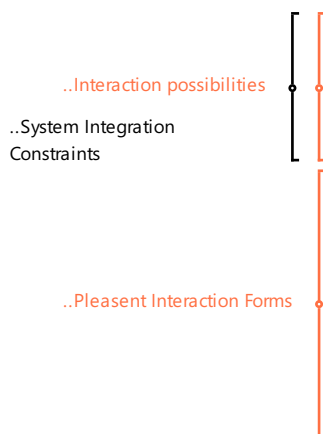 ..Interaction possibilities
..System Integration
Constraints
..Pleasent Interaction Forms